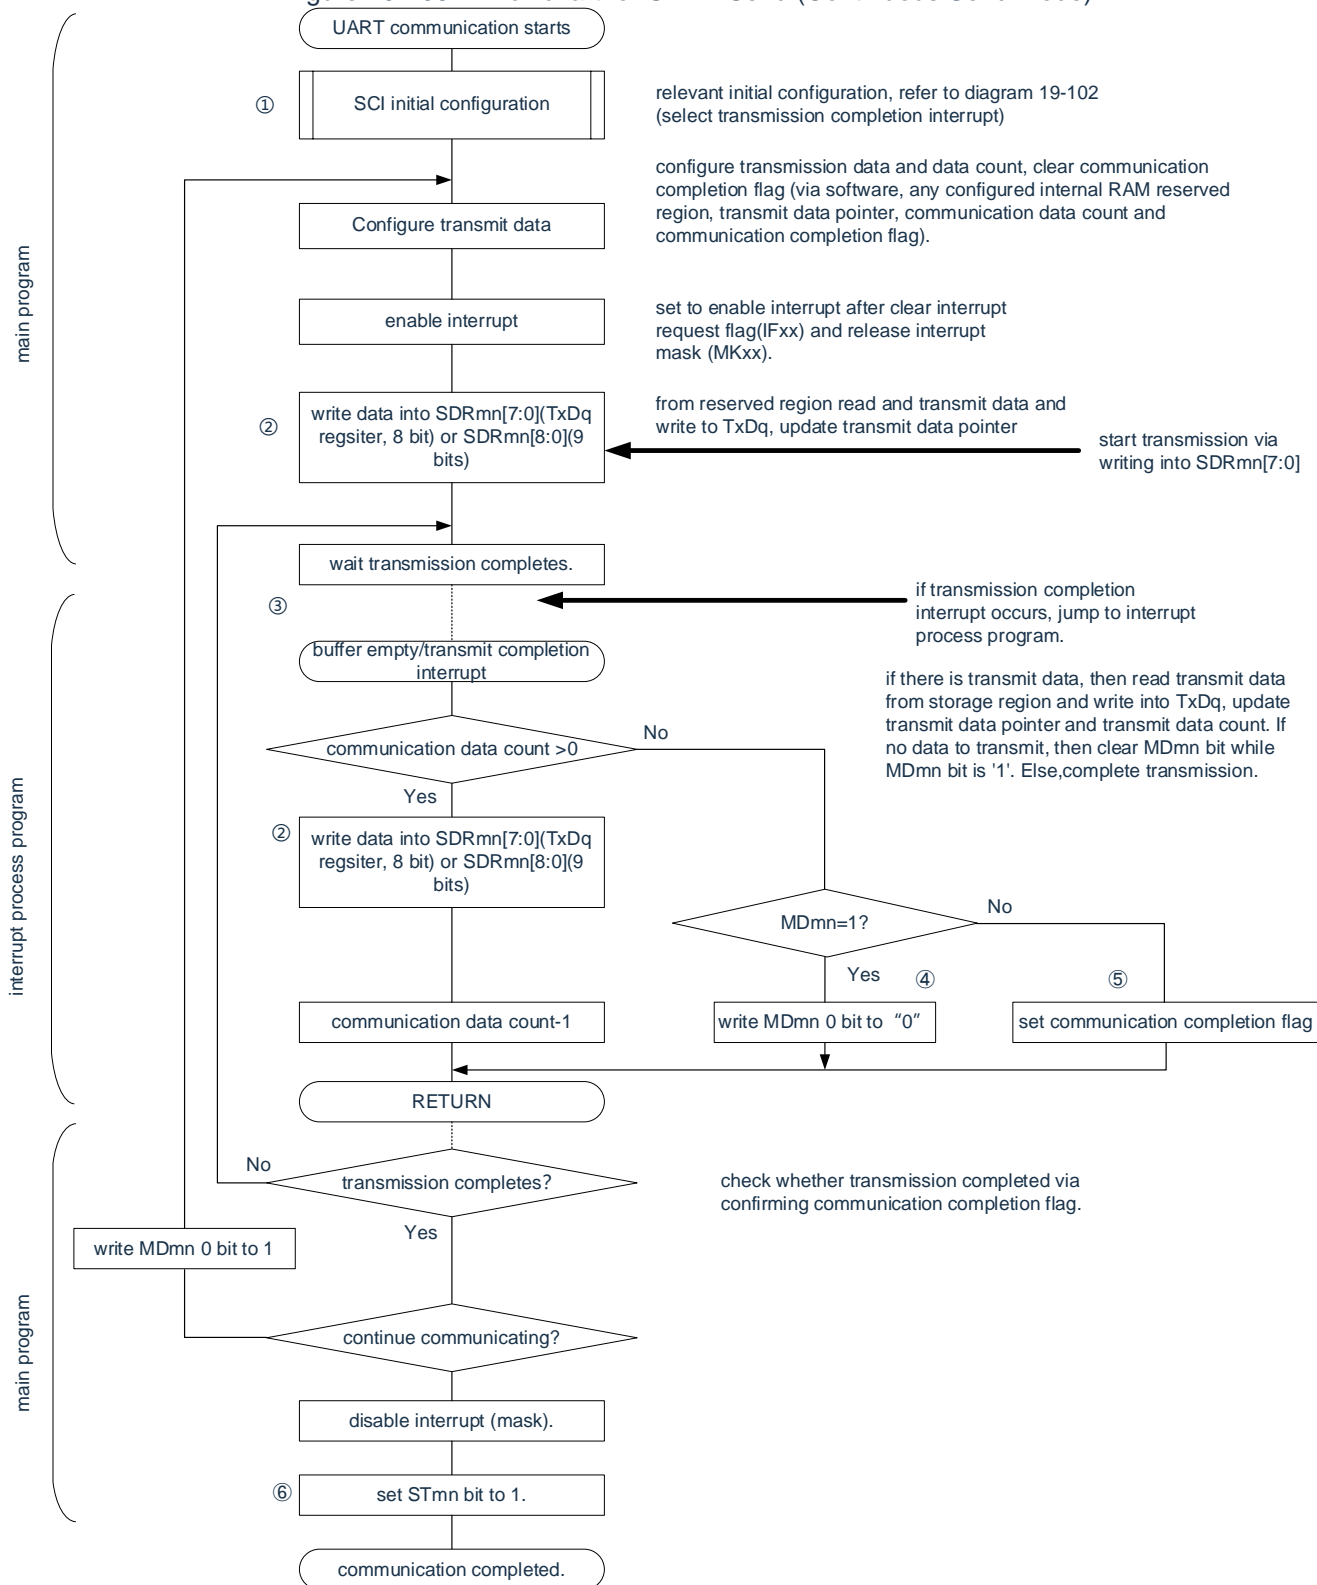 UART communication starts
①
SCI initial configuration
relevant initial configuration, refer to diagram 19-102
(select transmission completion interrupt)
configure transmission data and data count, clear communication
completion flag (via software, any configured internal RAM reserved
region, transmit data pointer, communication data count and
communication completion flag).
Configure transmit data
main program
enable interrupt
set to enable interrupt after clear interrupt
request flag(IFxx) and release interrupt
mask (MKxx).
②
write data into SDRmn[7:0](TxDq
regsiter, 8 bit) or SDRmn[8:0](9
bits)
from reserved region read and transmit data and
write to TxDq, update transmit data pointer
start transmission via
writing into SDRmn[7:0]
wait transmission completes.
③
if transmission completion
interrupt occurs, jump to interrupt
process program.
buffer empty/transmit completion
interrupt
if there is transmit data, then read transmit data
from storage region and write into TxDq, update
transmit data pointer and transmit data count. If
no data to transmit, then clear MDmn bit while
MDmn bit is '1'. Else,complete transmission.
communication data count >0
No
Yes
②
write data into SDRmn[7:0](TxDq
regsiter, 8 bit) or SDRmn[8:0](9
bits)
interrupt process program
MDmn=1?
No
Yes
④
⑤
communication data count-1
write MDmn 0 bit to “0”
set communication completion flag
RETURN
No
transmission completes?
check whether transmission completed via
confirming communication completion flag.
Yes
write MDmn 0 bit to 1
continue communicating?
main program
disable interrupt (mask).
⑥
set STmn bit to 1.
communication completed.